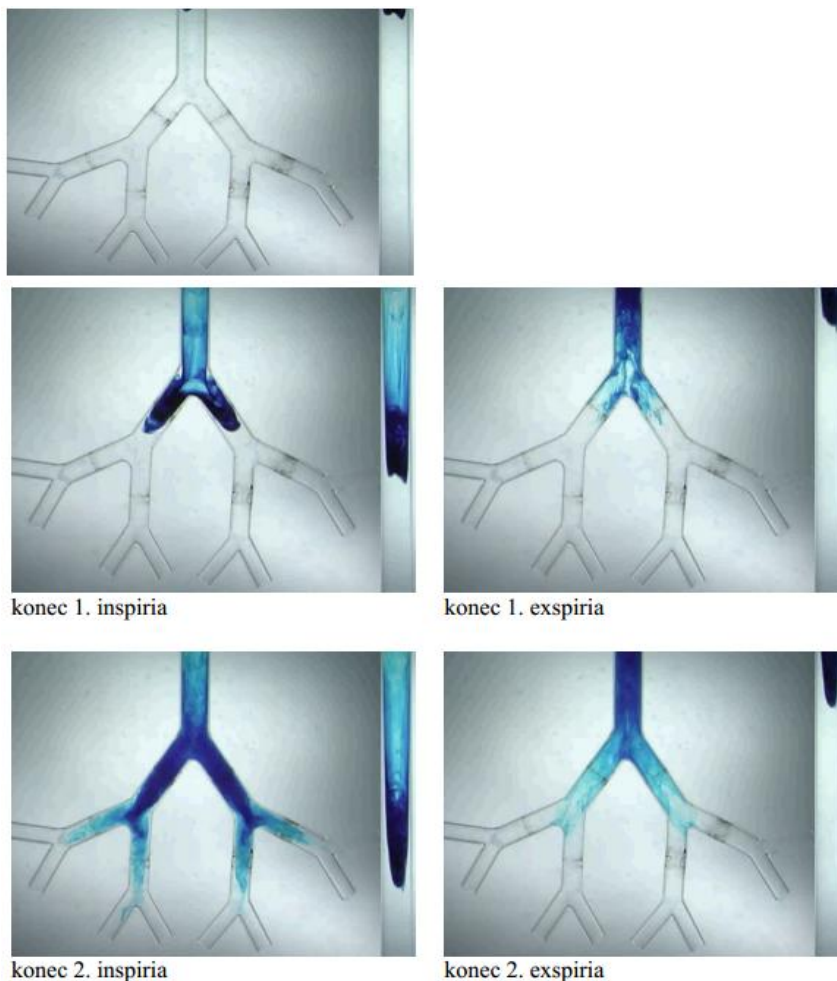 konec 1. inspiria
konec 1. exspiria
konec 2. inspiria
konec 2. exspiria